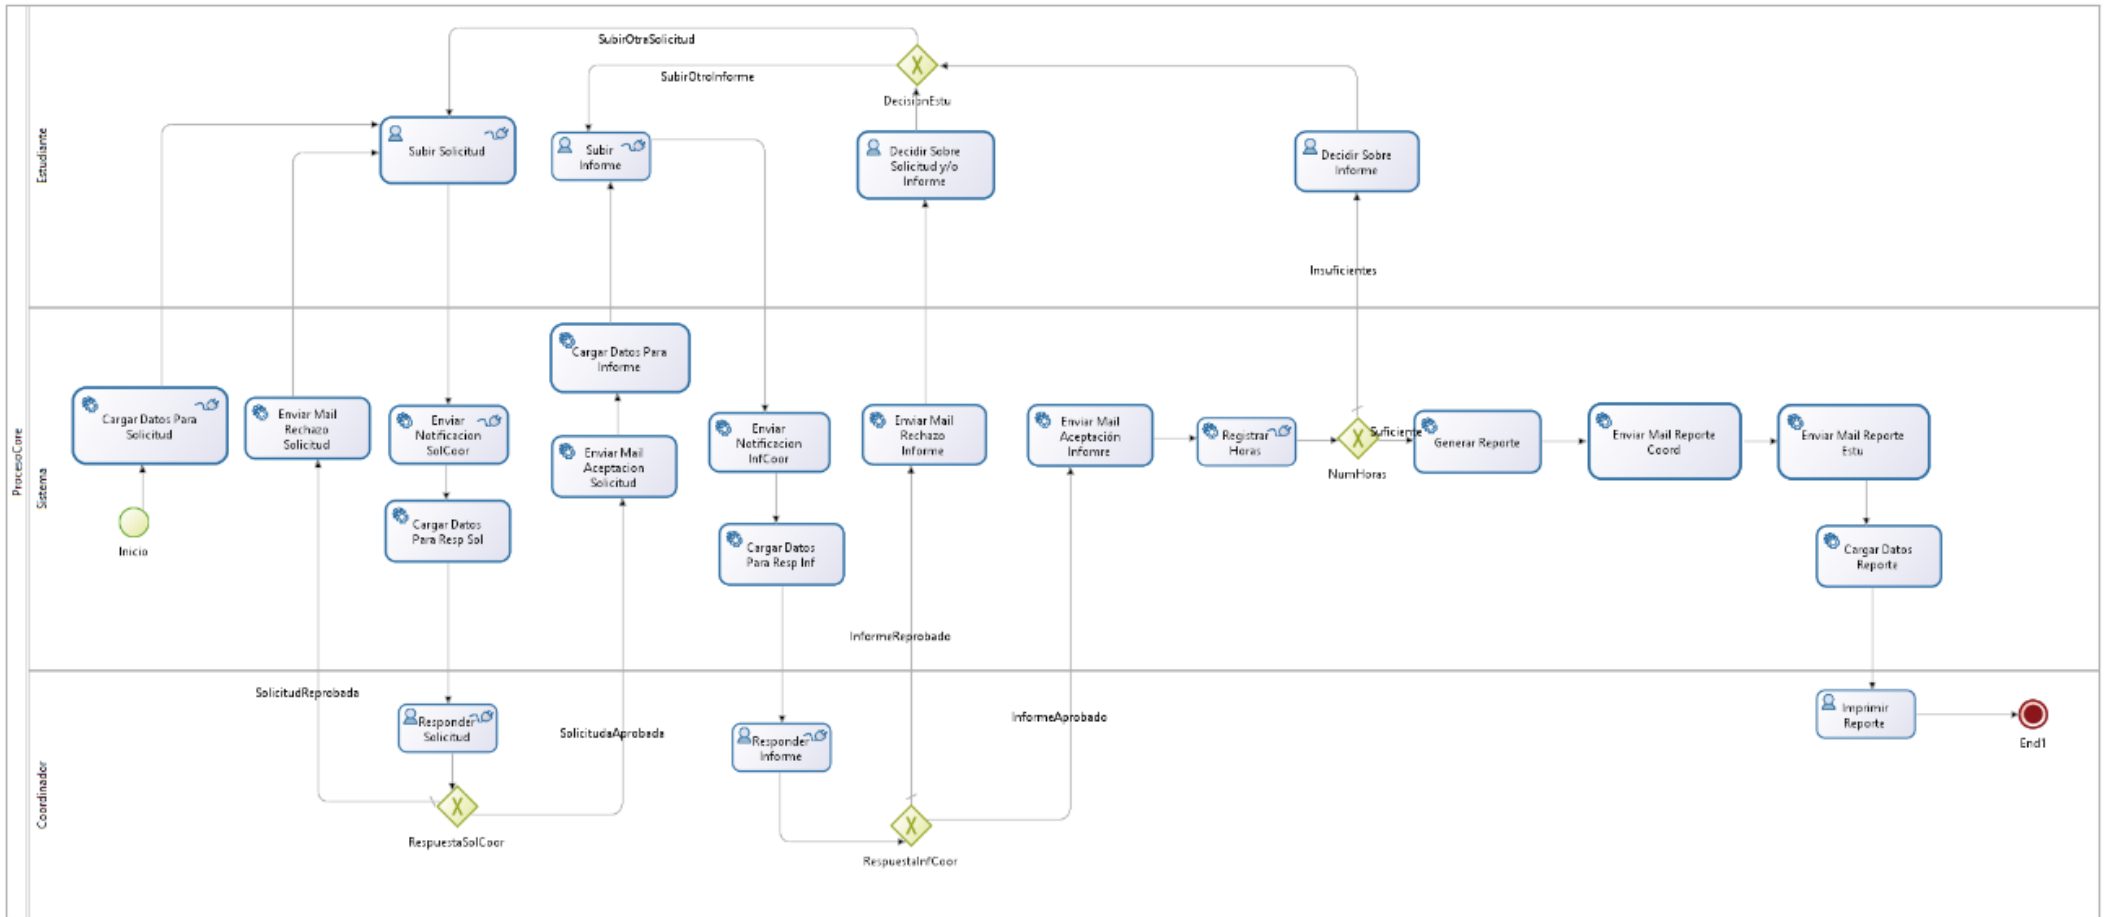 ProcesoCore
Estudiante
SubirOtraSolicitud
SubirOtroInforme
DecisionEstu
Subir Solicitud
Subir
Informe
Decidir Sobre
Solicitud y/o
Informe
Decidir Sobre
Informe
Insuficientes
Sistema
Cargar Datos Para
Solicitud
Inicio
Enviar Mail
Rechazo
Solicitud
Enviar
Notificacion
SolCoor
Cargar Datos
Para Resp Sol
Cargar Datos Para
Informe
Enviar Mail
Aceptacion
Solicitud
Enviar
Notificacion
InfCoor
Cargar Datos
Para Resp Inf
Enviar Mail
Rechazo
Informe
Enviar Mail
Aceptación
Infomre
Registrar
Horas
NumHoras
Suficiente
Generar Reporte
Enviar Mail Reporte
Coord
Enviar Mail Reporte
Estu
Cargar Datos
Reporte
InformeReprobado
Coordinador
SolicitudReprobada
Responder
Solicitud
SolicitudaAprobada
RespuestaSolCoor
Responder
Informe
InformeAprobado
RespuestaInfCoor
Imprimir
Reporte
End1